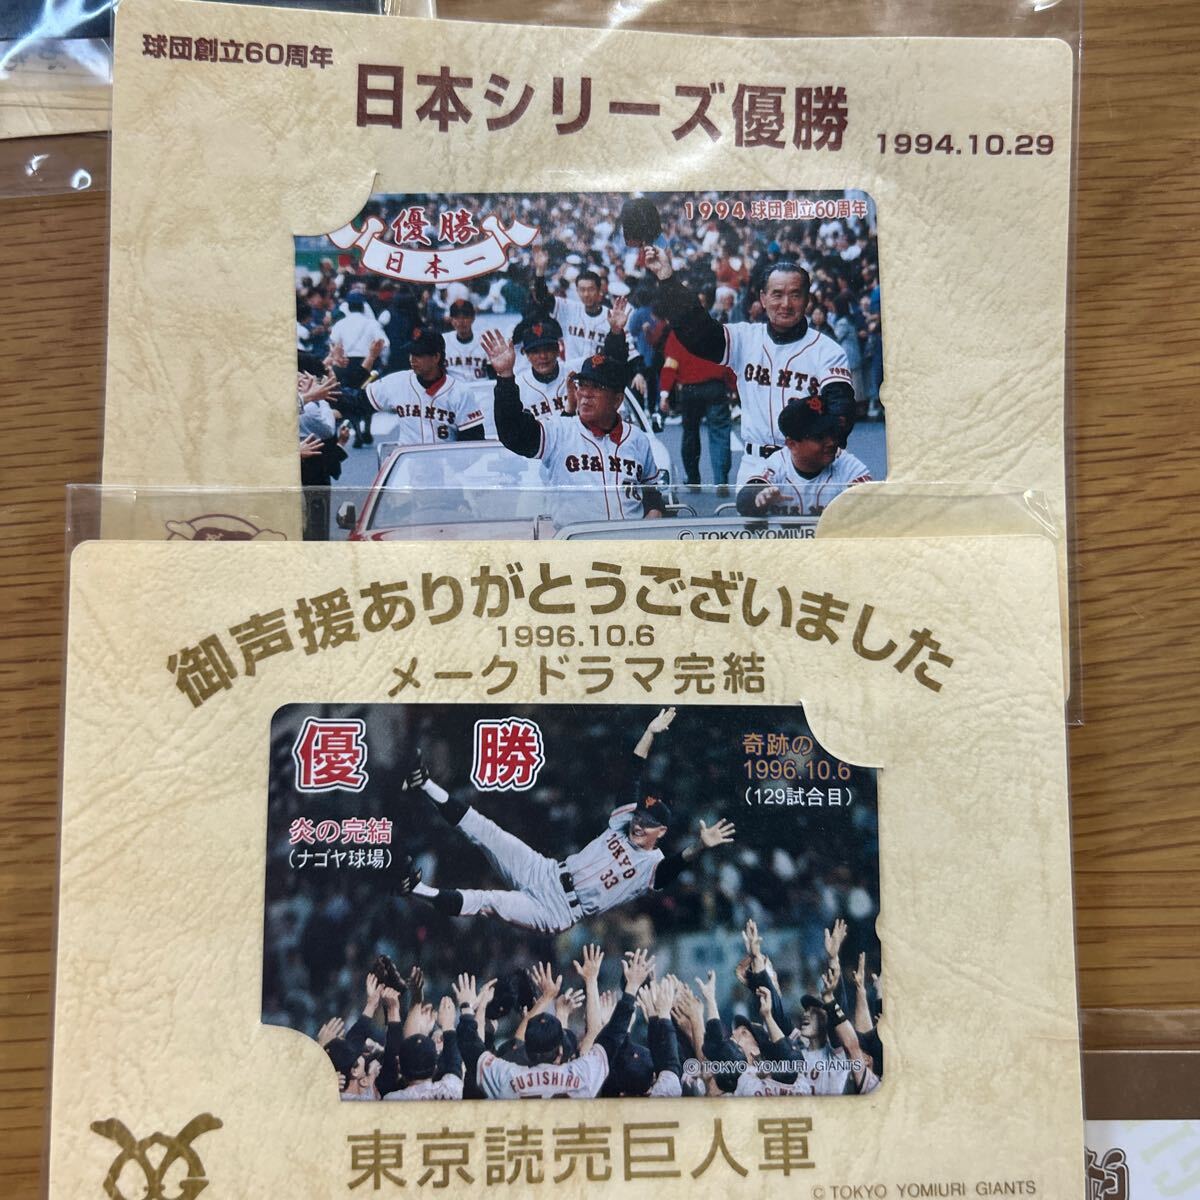 球団創立60周年
日本シリーズ優勝
1994.10.29
優勝
日本一
1994 球団創立60周年
GIANTS
GIANTS
6
GIANTS
GIANTS
GIANTS
© TOKYO YOMIURI
御声援ありがとうございました
1996.10.6
メークドラマ完結
優勝
奇跡の
1996.10.6
(129試合目)
炎の完結
(ナゴヤ球場)
TOKYO
33
FUJISHIRO
© TOKYO YOMIURI GIANTS
東京読売巨人軍
© TOKYO YOMIURI GIANTS